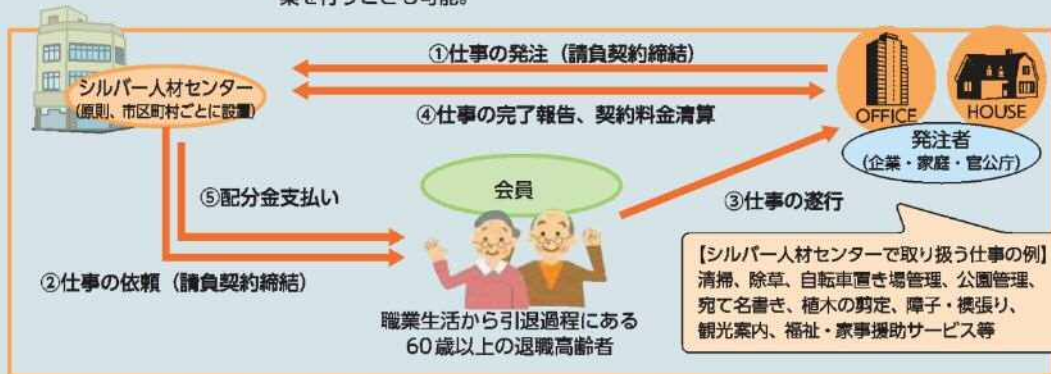 業を行うことも可能。
①仕事の発注（請負契約締結）
シルバー人材センター
（原則、市区町村ごとに設置）
④仕事の完了報告、契約料金清算
OFFICE
HOUSE
発注者
（企業・家庭・官公庁）
⑤配分金支払い
会員
③仕事の遂行
②仕事の依頼（請負契約締結）
職業生活から引退過程にある
60歳以上の退職高齢者
【シルバー人材センターで取り扱う仕事の例】
清掃、除草、自転車置き場管理、公園管理、
宛て名書き、植木の剪定、障子・襖張り、
観光案内、福祉・家事援助サービス等